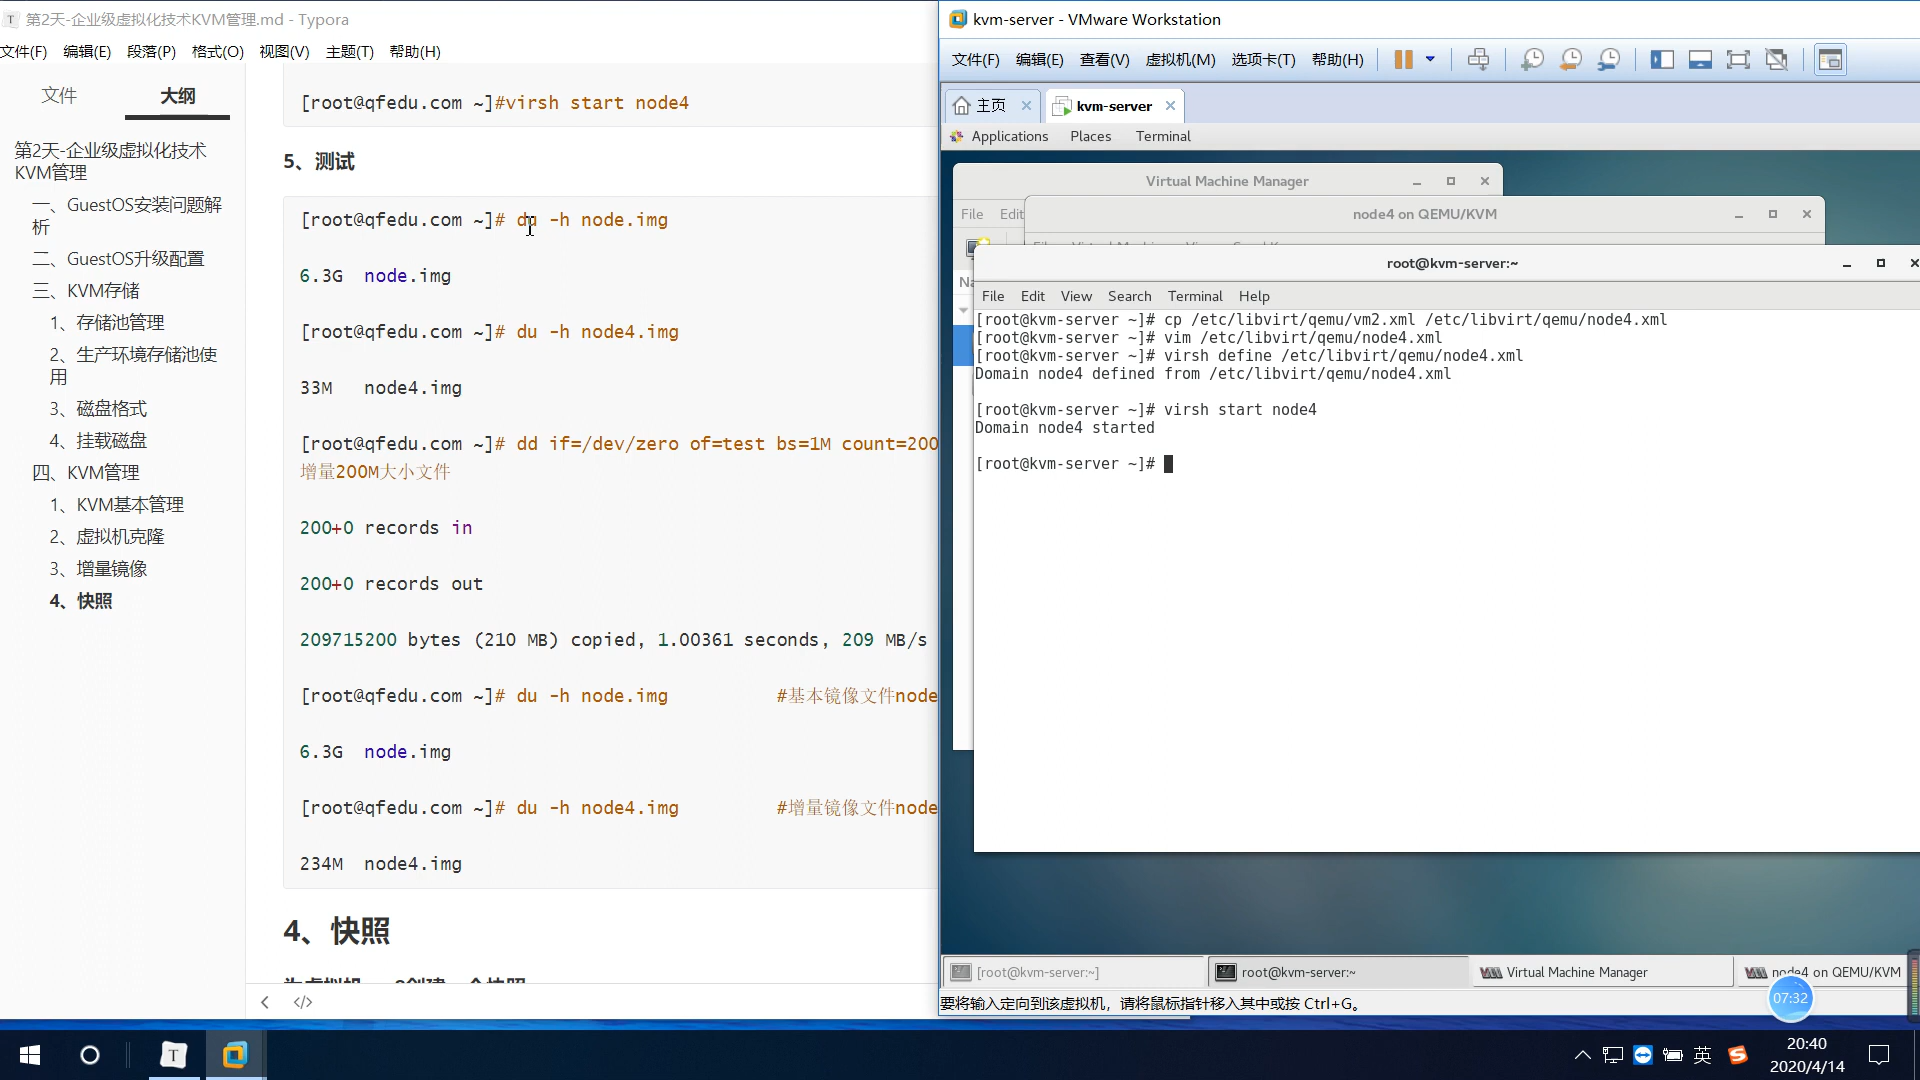 第2天-企业级虚拟化技术KVM管理.md - Typora
文件(F) 编辑(E) 段落(P) 格式(O) 视图(V) 主题(T) 帮助(H)
文件 大纲
第2天-企业级虚拟化技术
KVM管理
一、GuestOS安装问题解
析
二、GuestOS升级配置
三、KVM存储
1、存储池管理
2、生产环境存储池使
用
3、磁盘格式
4、挂载磁盘
四、KVM管理
1、KVM基本管理
2、虚拟机克隆
3、增量镜像
4、快照
[root@qfedu.com ~]#virsh start node4
5、测试
[root@qfedu.com ~]# du -h node.img
6.3G node.img
[root@qfedu.com ~]# du -h node4.img
33M node4.img
[root@qfedu.com ~]# dd if=/dev/zero of=test bs=1M count=200
增量200M大小文件
200+0 records in
200+0 records out
209715200 bytes (210 MB) copied, 1.00361 seconds, 209 MB/s
[root@qfedu.com ~]# du -h node.img #基本镜像文件node
6.3G node.img
[root@qfedu.com ~]# du -h node4.img #增量镜像文件node
234M node4.img
4、快照
kvm-server - VMware Workstation
文件(F) 编辑(E) 查看(V) 虚拟机(M) 选项卡(T) 帮助(H)
主页 kvm-server
Applications Places Terminal
Virtual Machine Manager
File Edit
node4 on QEMU/KVM
root@kvm-server:~
File Edit View Search Terminal Help
[root@kvm-server ~]# cp /etc/libvirt/qemu/vm2.xml /etc/libvirt/qemu/node4.xml
[root@kvm-server ~]# vim /etc/libvirt/qemu/node4.xml
[root@kvm-server ~]# virsh define /etc/libvirt/qemu/node4.xml
Domain node4 defined from /etc/libvirt/qemu/node4.xml
[root@kvm-server ~]# virsh start node4
Domain node4 started
[root@kvm-server ~]#
[root@kvm-server:~] root@kvm-server:~ Virtual Machine Manager node4 on QEMU/KVM
要将输入定向到该虚拟机，请将鼠标指针移入其中或按 Ctrl+G。
07:32
英
20:40
2020/4/14